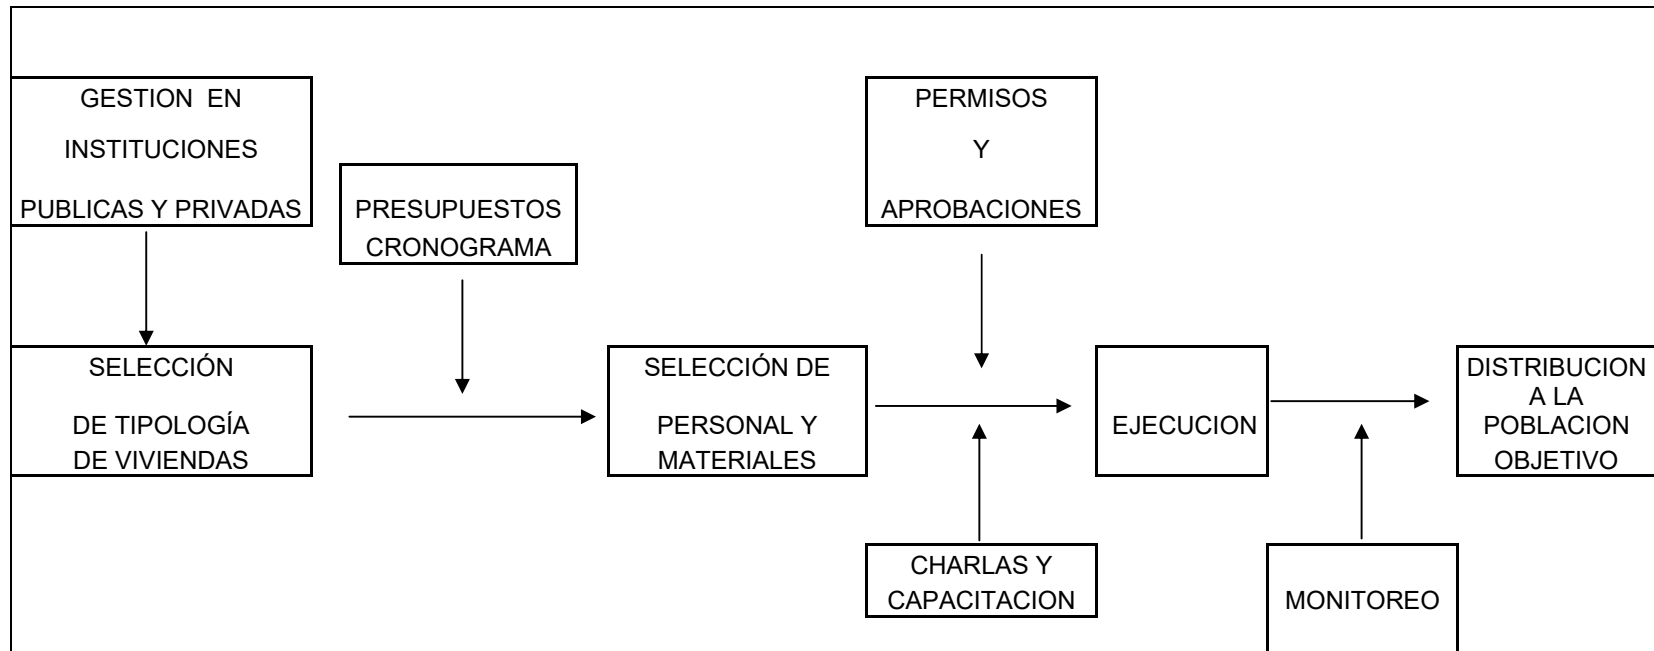 GESTION EN
INSTITUCIONES
PUBLICAS Y PRIVADAS
PRESUPUESTOS
CRONOGRAMA
PERMISOS
Y
APROBACIONES
SELECCIÓN
DE TIPOLOGÍA
DE VIVIENDAS
SELECCIÓN DE
PERSONAL Y
MATERIALES
EJECUCION
DISTRIBUCION
A LA
POBLACION
OBJETIVO
CHARLAS Y
CAPACITACION
MONITOREO